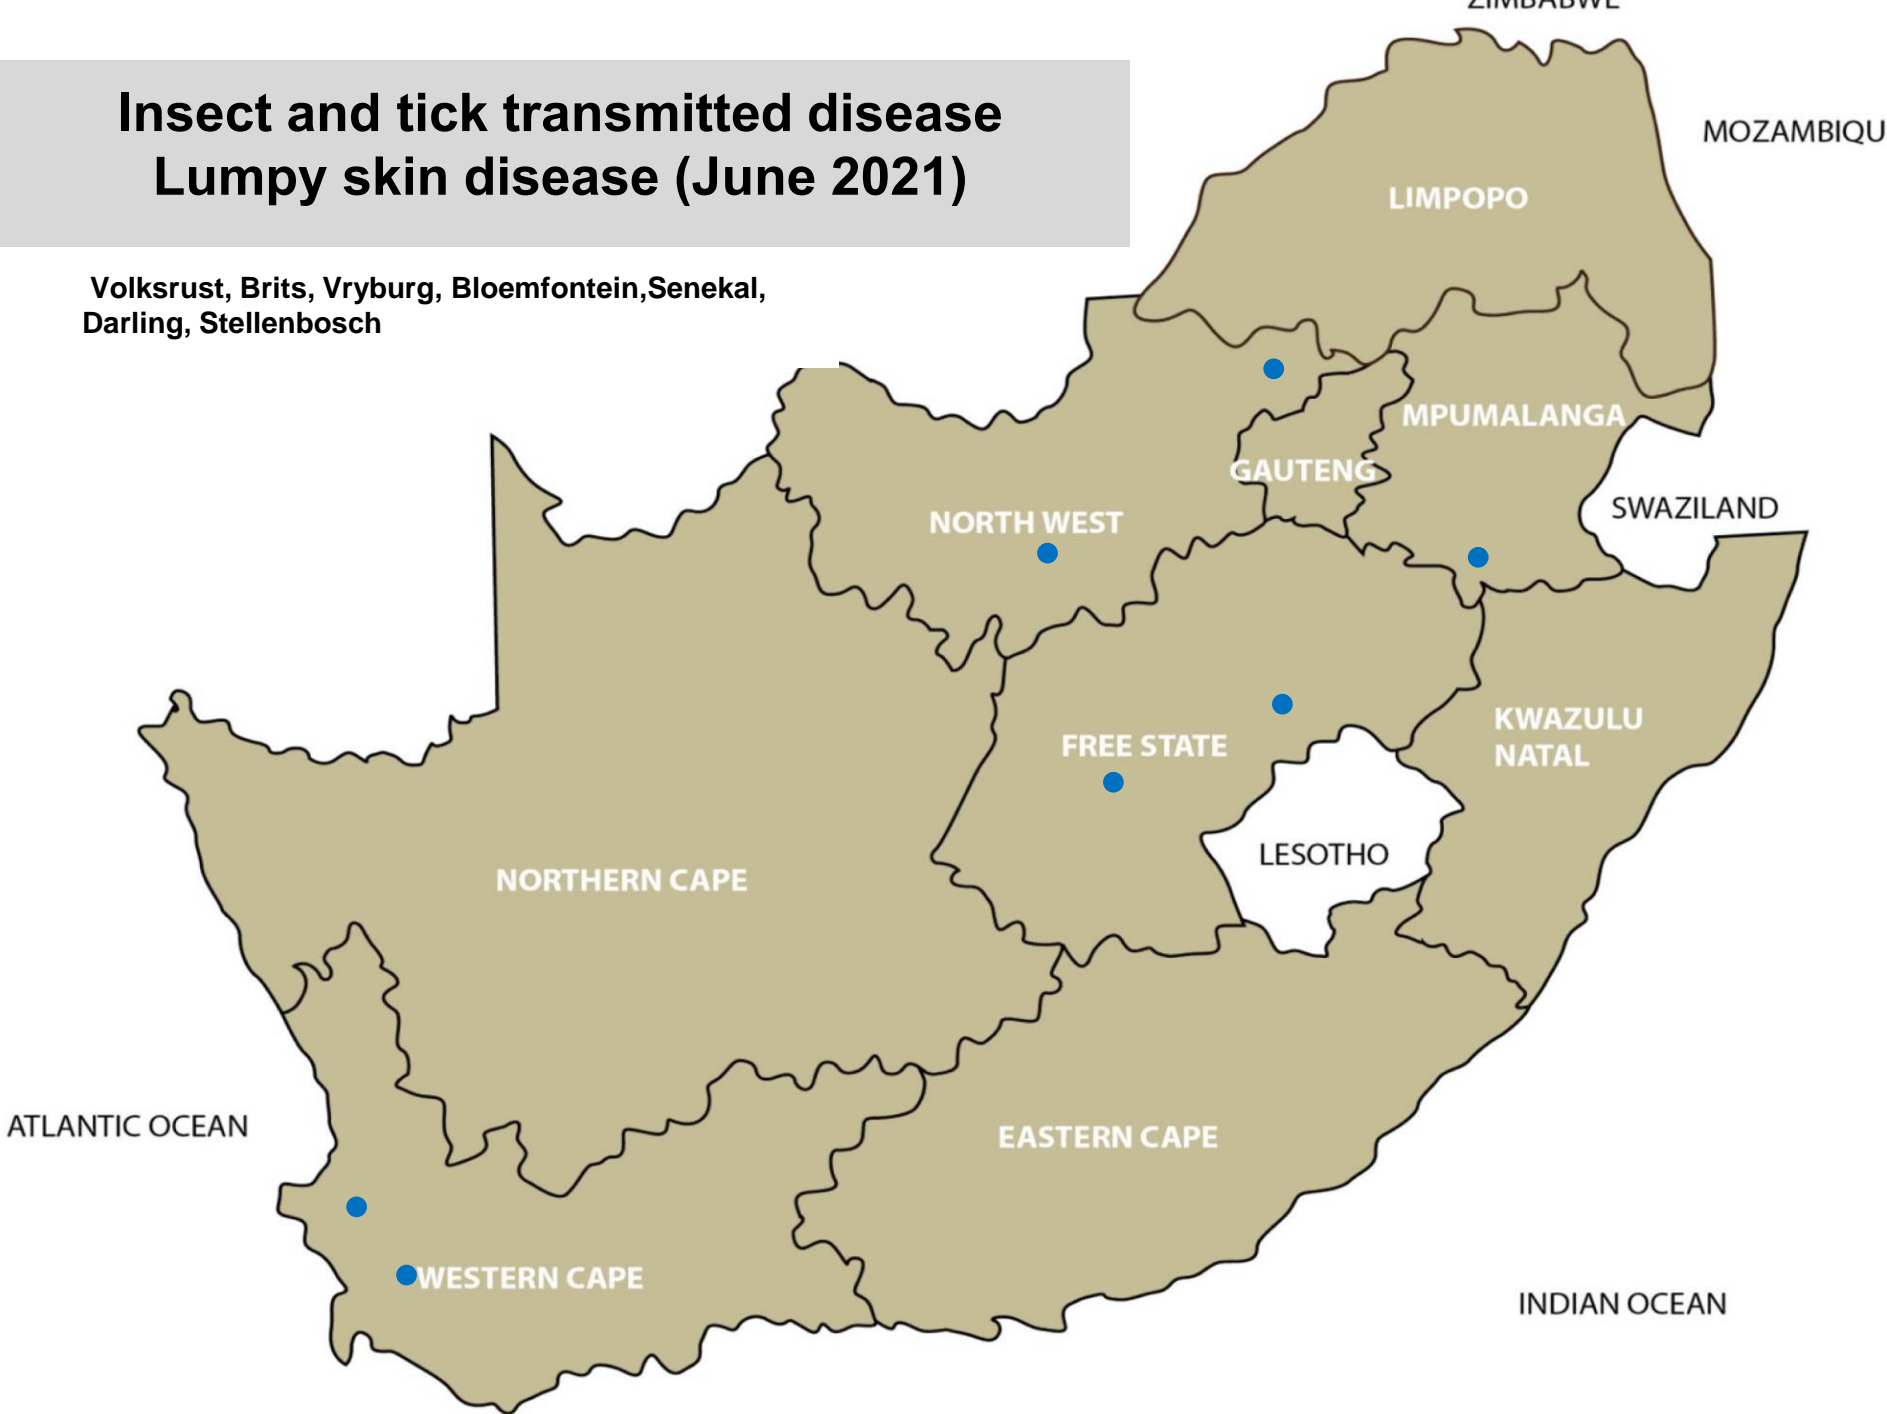 ZIMBABWE
Insect and tick transmitted disease
Lumpy skin disease (June 2021)
MOZAMBIQU
LIMPOPO
Volksrust, Brits, Vryburg, Bloemfontein,Senekal,
Darling, Stellenbosch
MPUMALANGA
GAUTENG
SWAZILAND
NORTH WEST
KWAZULU
NATAL
FREE STATE
LESOTHO
NORTHERN CAPE
ATLANTIC OCEAN
EASTERN CAPE
WESTERN CAPE
INDIAN OCEAN